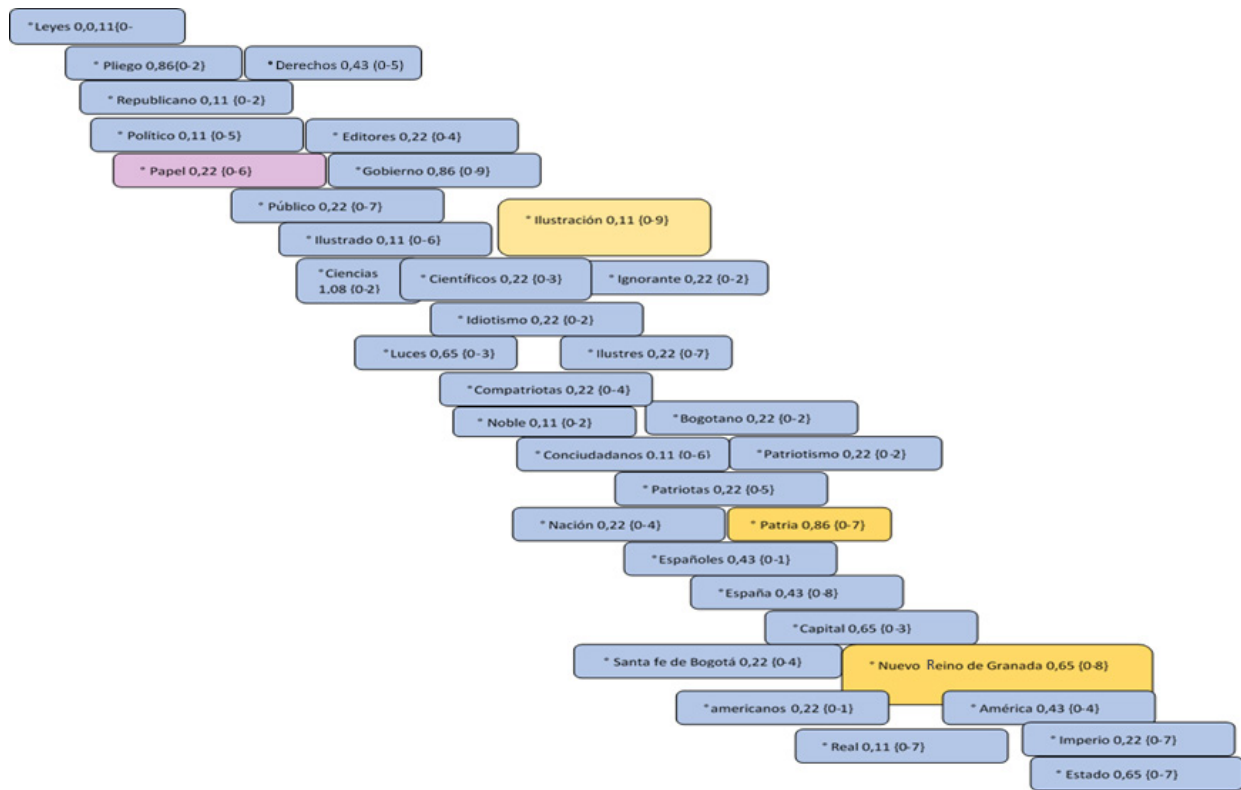 *Leyes 0,0,11{0-
* Pliego 0,86{0-2}
* Derechos 0,43 (0-5)
* Republicano 0,11 {0-2}
* Político 0,11 {0-5}
* Editores 0,22 {0-4}
* Papel 0,22 {0-6}
*Gobierno 0,86 {0-9}
* Público 0,22 {0-7}
* Ilustración 0,11 {0-9}
* Ilustrado 0,11 {0-6}
*Ciencias
1.08 {0-2}
*Científicos 0,22 {0-3}
* Ignorante 0,22 {0-2}
* Idiotismo 0,22 {0-2}
*Luces 0,65 {0-3}
* Ilustres 0,22 {0-7}
*Compatriotas 0,22 {0-4}
* Noble 0,11 {0-2}
*Bogotano 0,22 {0-2}
* Conciudadanos 0.11 {0-6}
*Patriotismo 0,22 {0-2}
* Patriotas 0,22 {0-5}
* Nación 0,22 {0-4}
* Patria 0,86 {0-7}
*Españoles 0,43 {0-1}
*España 0,43 {0-8}
*Capital 0,65 {0-3}
* Santa fe de Bogotá 0,22 {0-4}
* Nuevo Reino de Granada 0,65 {0-8}
*americanos 0,22 {0-1}
* América 0,43 {0-4}
* Real 0,11 {0-7}
* Imperio 0,22 {0-7}
* Estado 0,65 {0-7}